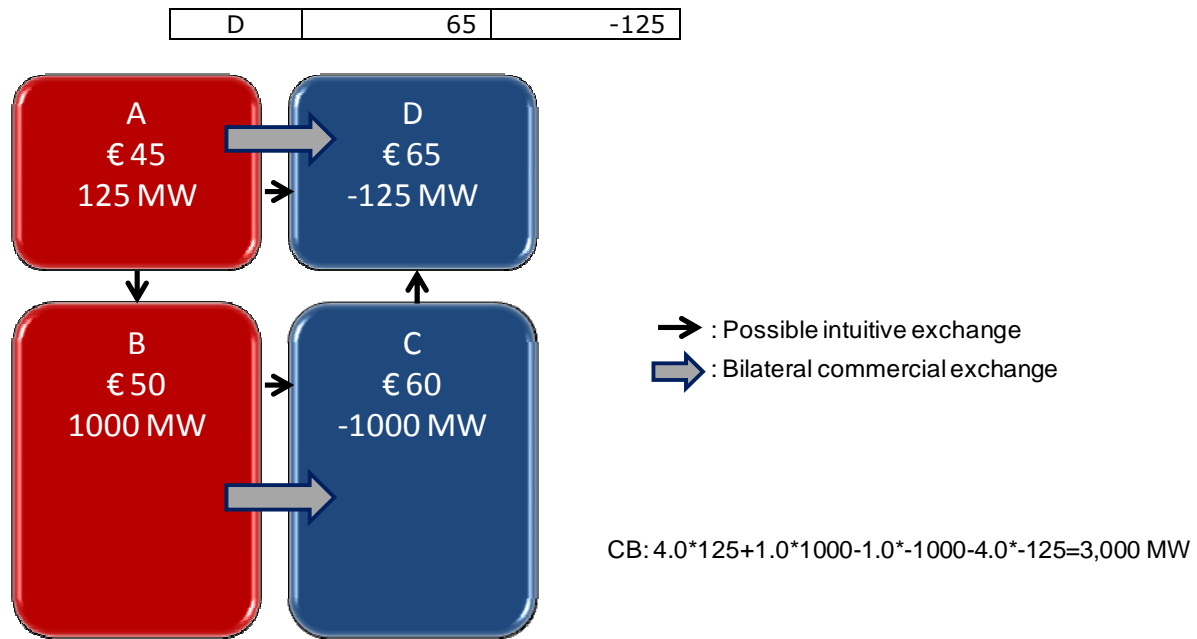 D 65 -125
A
€ 45
125 MW
D
€ 65
-125 MW
B
€ 50
1000 MW
C
€ 60
-1000 MW
: Possible intuitive exchange
: Bilateral commercial exchange
CB: 4.0*125+1.0*1000-1.0*-1000-4.0*-125=3,000 MW